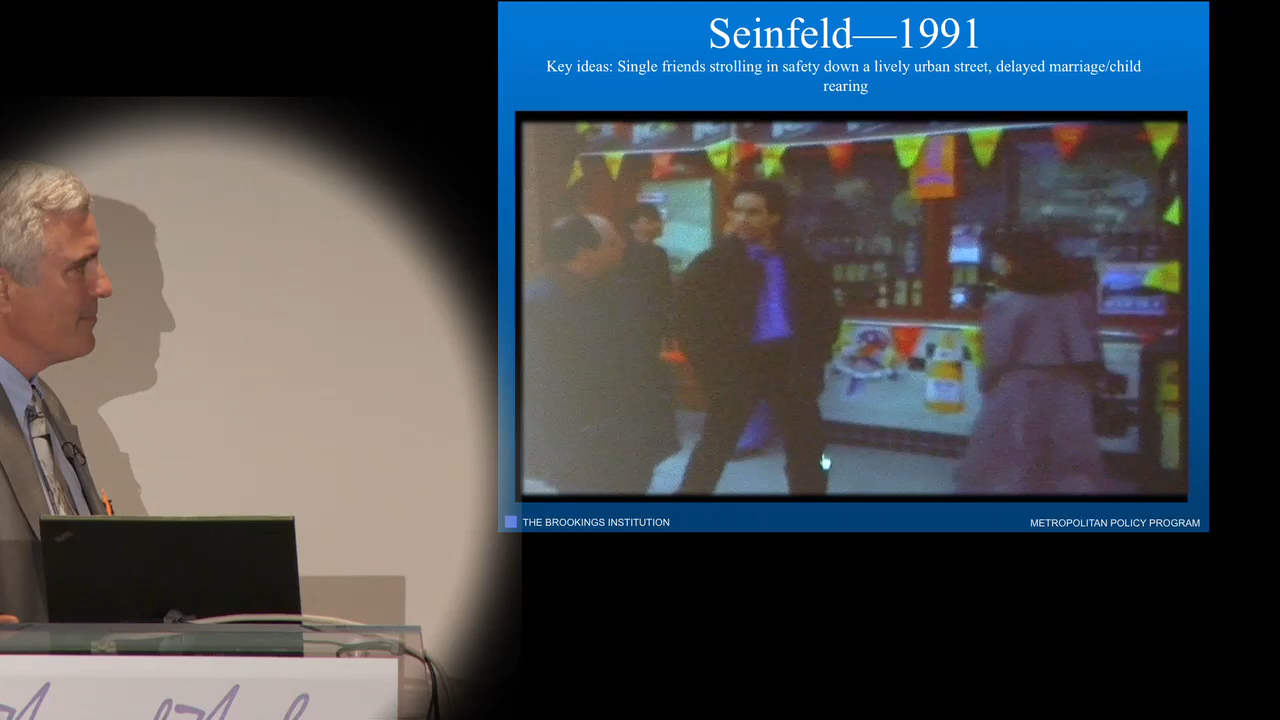 Seinfeld—1991
Key ideas: Single friends strolling in safety down a lively urban street, delayed marriage/child
rearing
THE BROOKINGS INSTITUTION
METROPOLITAN POLICY PROGRAM